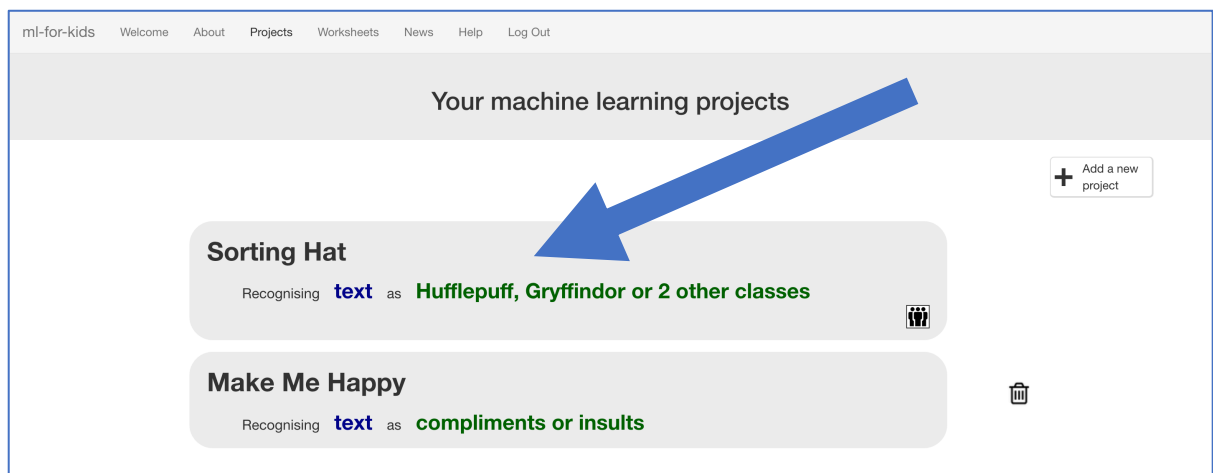 ml-for-kids Welcome About Projects Worksheets News Help Log Out
Your machine learning projects
Add a new
project
Sorting Hat
Recognising text as Hufflepuff, Gryffindor or 2 other classes
Make Me Happy
Recognising text as compliments or insults